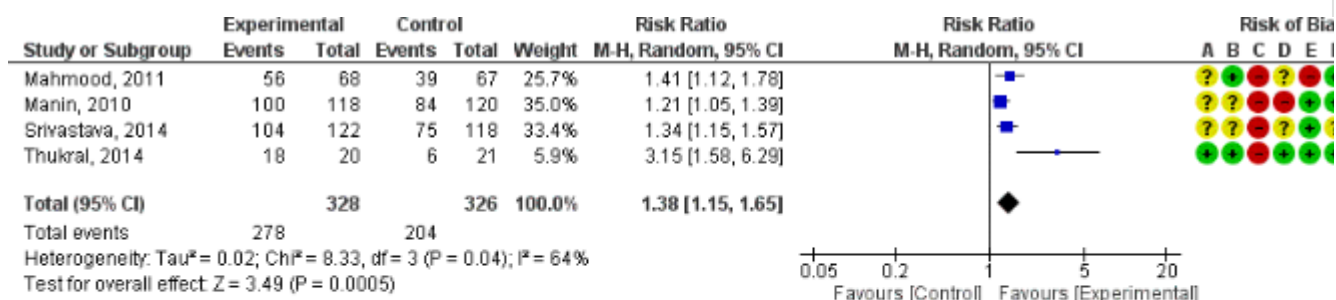 Experimental Control Risk Ratio Risk Ratio Risk of Bia
Study or Subgroup Events Total Events Total Weight M-H, Random, 95% CI M-H, Random, 95% CI A B C D E
Mahmood, 2011 56 68 39 67 25.7% 1.41 [1.12, 1.78] ? + - ? -
Manin, 2010 100 118 84 120 35.0% 1.21 [1.05, 1.39] ? ? - - +
Srivastava, 2014 104 122 75 118 33.4% 1.34 [1.15, 1.57] ? ? - ? + ?
Thukral, 2014 18 20 6 21 5.9% 3.15 [1.58, 6.29] + + - + +
Total (95% CI) 328 326 100.0% 1.38 [1.15, 1.65]
Total events 278 204
Heterogeneity: Tau² = 0.02; Chi² = 8.33, df = 3 (P = 0.04); I² = 64%
Test for overall effect: Z = 3.49 (P = 0.0005)
0.05 0.2 1 5 20
Favours [Control] Favours [Experimental]